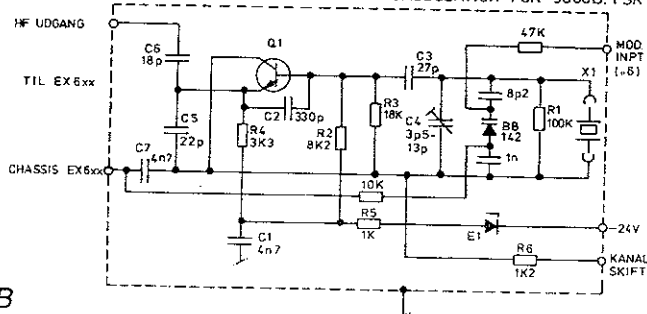 HF UDGANG
C6
18p
TIL EX6xx
C5
22p
CHASSIS EX6xx
C7
4n7
Q1
C2
330p
R4
3K3
R2
8K2
R3
18K
C3
27p
C4
3p5-
13p
47K
MOD.
INPT
8p2
BB
142
1n
R1
100K
X1
10K
R5
1K
E1
-24V
C1
4n7
R6
1K2
KANAL
SKIFT
B